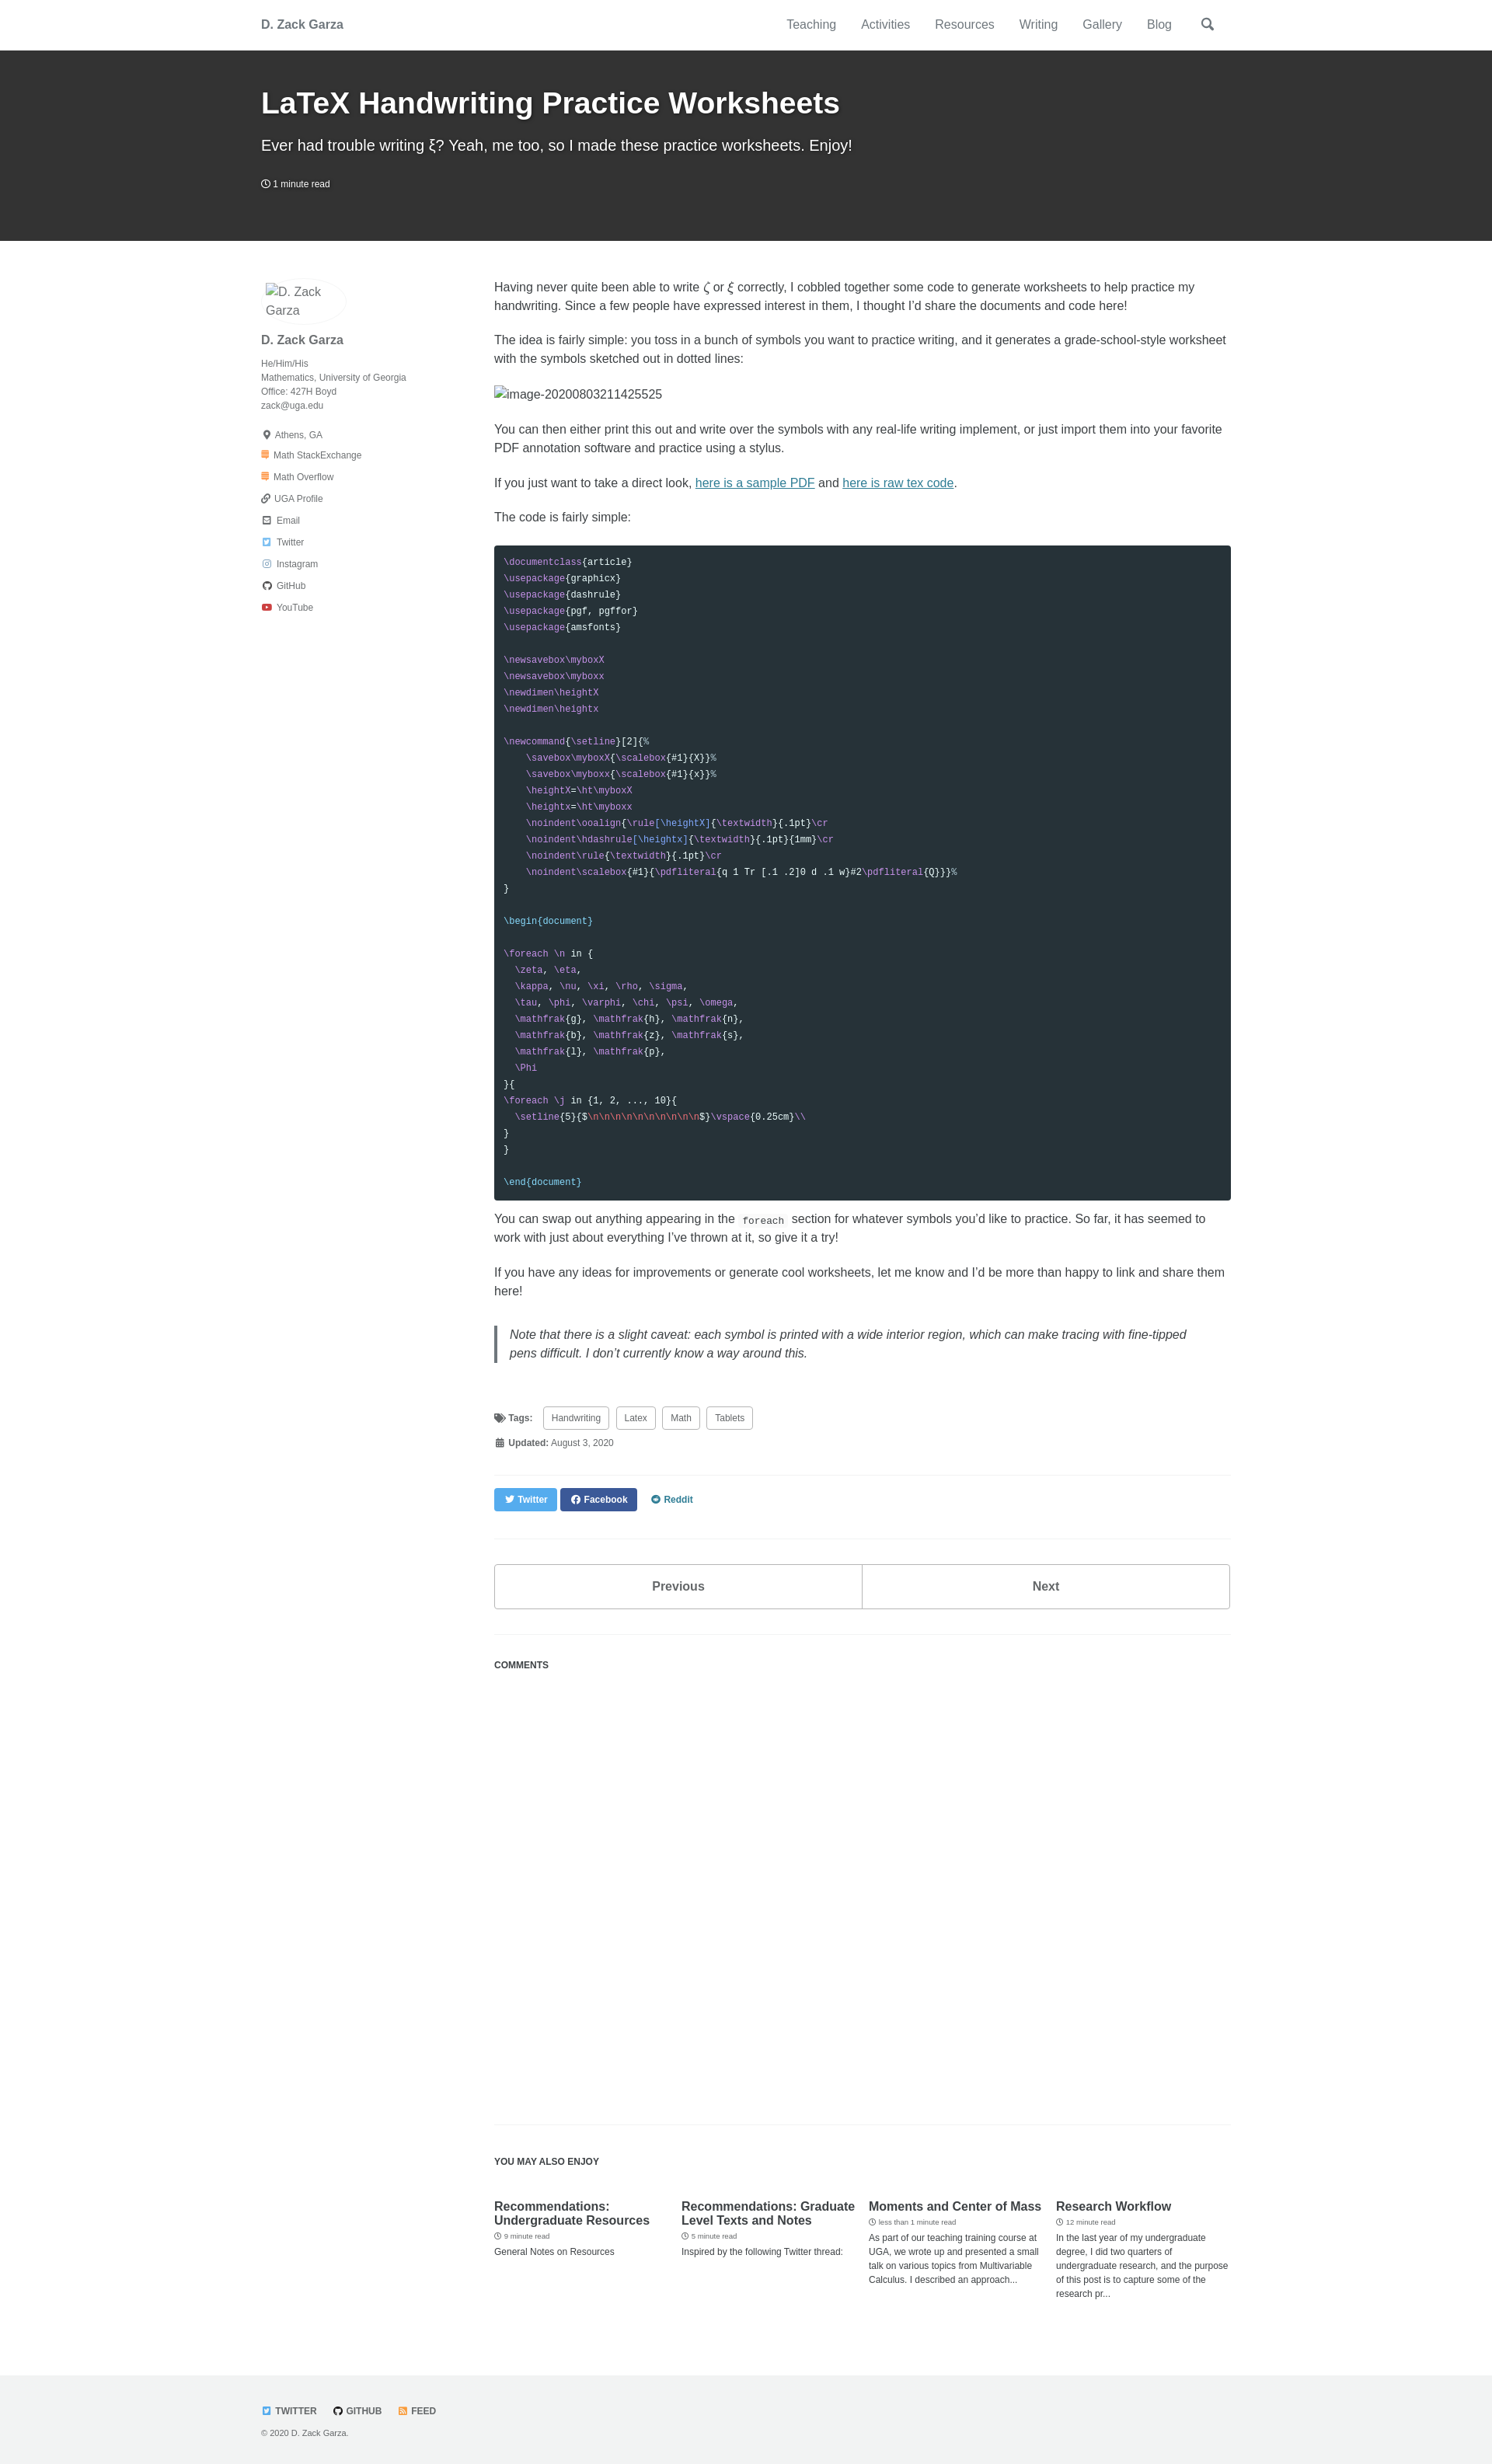 D. Zack Garza
Teaching Activities Resources Writing Gallery Blog
LaTeX Handwriting Practice Worksheets
Ever had trouble writing ξ? Yeah, me too, so I made these practice worksheets. Enjoy!
1 minute read
D. Zack
Garza
D. Zack Garza
He/Him/His
Mathematics, University of Georgia
Office: 427H Boyd
zack@uga.edu
Athens, GA
Math StackExchange
Math Overflow
UGA Profile
Email
Twitter
Instagram
GitHub
YouTube
Having never quite been able to write ζ or ξ correctly, I cobbled together some code to generate worksheets to help practice my
handwriting. Since a few people have expressed interest in them, I thought I’d share the documents and code here!
The idea is fairly simple: you toss in a bunch of symbols you want to practice writing, and it generates a grade-school-style worksheet
with the symbols sketched out in dotted lines:
image-20200803211425525
You can then either print this out and write over the symbols with any real-life writing implement, or just import them into your favorite
PDF annotation software and practice using a stylus.
If you just want to take a direct look, here is a sample PDF and here is raw tex code.
The code is fairly simple:
\documentclass{article}
\usepackage{graphicx}
\usepackage{dashrule}
\usepackage{pgf, pgffor}
\usepackage{amsfonts}
\newsavebox\myboxX
\newsavebox\myboxx
\newdimen\heightX
\newdimen\heightx
\newcommand{\setline}[2]{%
    \savebox\myboxX{\scalebox{#1}{X}}%
    \savebox\myboxx{\scalebox{#1}{x}}%
    \heightX=\ht\myboxX
    \heightx=\ht\myboxx
    \noindent\ooalign{\rule[\heightX]{\textwidth}{.1pt}\cr
    \noindent\hdashrule[\heightx]{\textwidth}{.1pt}{1mm}\cr
    \noindent\rule{\textwidth}{.1pt}\cr
    \noindent\scalebox{#1}{\pdfliteral{q 1 Tr [.1 .2]0 d .1 w}#2\pdfliteral{Q}}}%
}
\begin{document}
\foreach \n in {
  \zeta, \eta,
  \kappa, \nu, \xi, \rho, \sigma,
  \tau, \phi, \varphi, \chi, \psi, \omega,
  \mathfrak{g}, \mathfrak{h}, \mathfrak{n},
  \mathfrak{b}, \mathfrak{z}, \mathfrak{s},
  \mathfrak{l}, \mathfrak{p},
  \Phi
}{
\foreach \j in {1, 2, ..., 10}{
  \setline{5}{$\n\n\n\n\n\n\n\n\n\n$}\vspace{0.25cm}\\
}
}
\end{document}
You can swap out anything appearing in the foreach section for whatever symbols you’d like to practice. So far, it has seemed to
work with just about everything I’ve thrown at it, so give it a try!
If you have any ideas for improvements or generate cool worksheets, let me know and I’d be more than happy to link and share them
here!
Note that there is a slight caveat: each symbol is printed with a wide interior region, which can make tracing with fine-tipped
pens difficult. I don’t currently know a way around this.
Tags: Handwriting Latex Math Tablets
Updated: August 3, 2020
Twitter Facebook Reddit
Previous Next
COMMENTS
YOU MAY ALSO ENJOY
Recommendations:
Undergraduate Resources
9 minute read
General Notes on Resources
Recommendations: Graduate
Level Texts and Notes
5 minute read
Inspired by the following Twitter thread:
Moments and Center of Mass
less than 1 minute read
As part of our teaching training course at
UGA, we wrote up and presented a small
talk on various topics from Multivariable
Calculus. I described an approach...
Research Workflow
12 minute read
In the last year of my undergraduate
degree, I did two quarters of
undergraduate research, and the purpose
of this post is to capture some of the
research pr...
TWITTER GITHUB FEED
© 2020 D. Zack Garza.